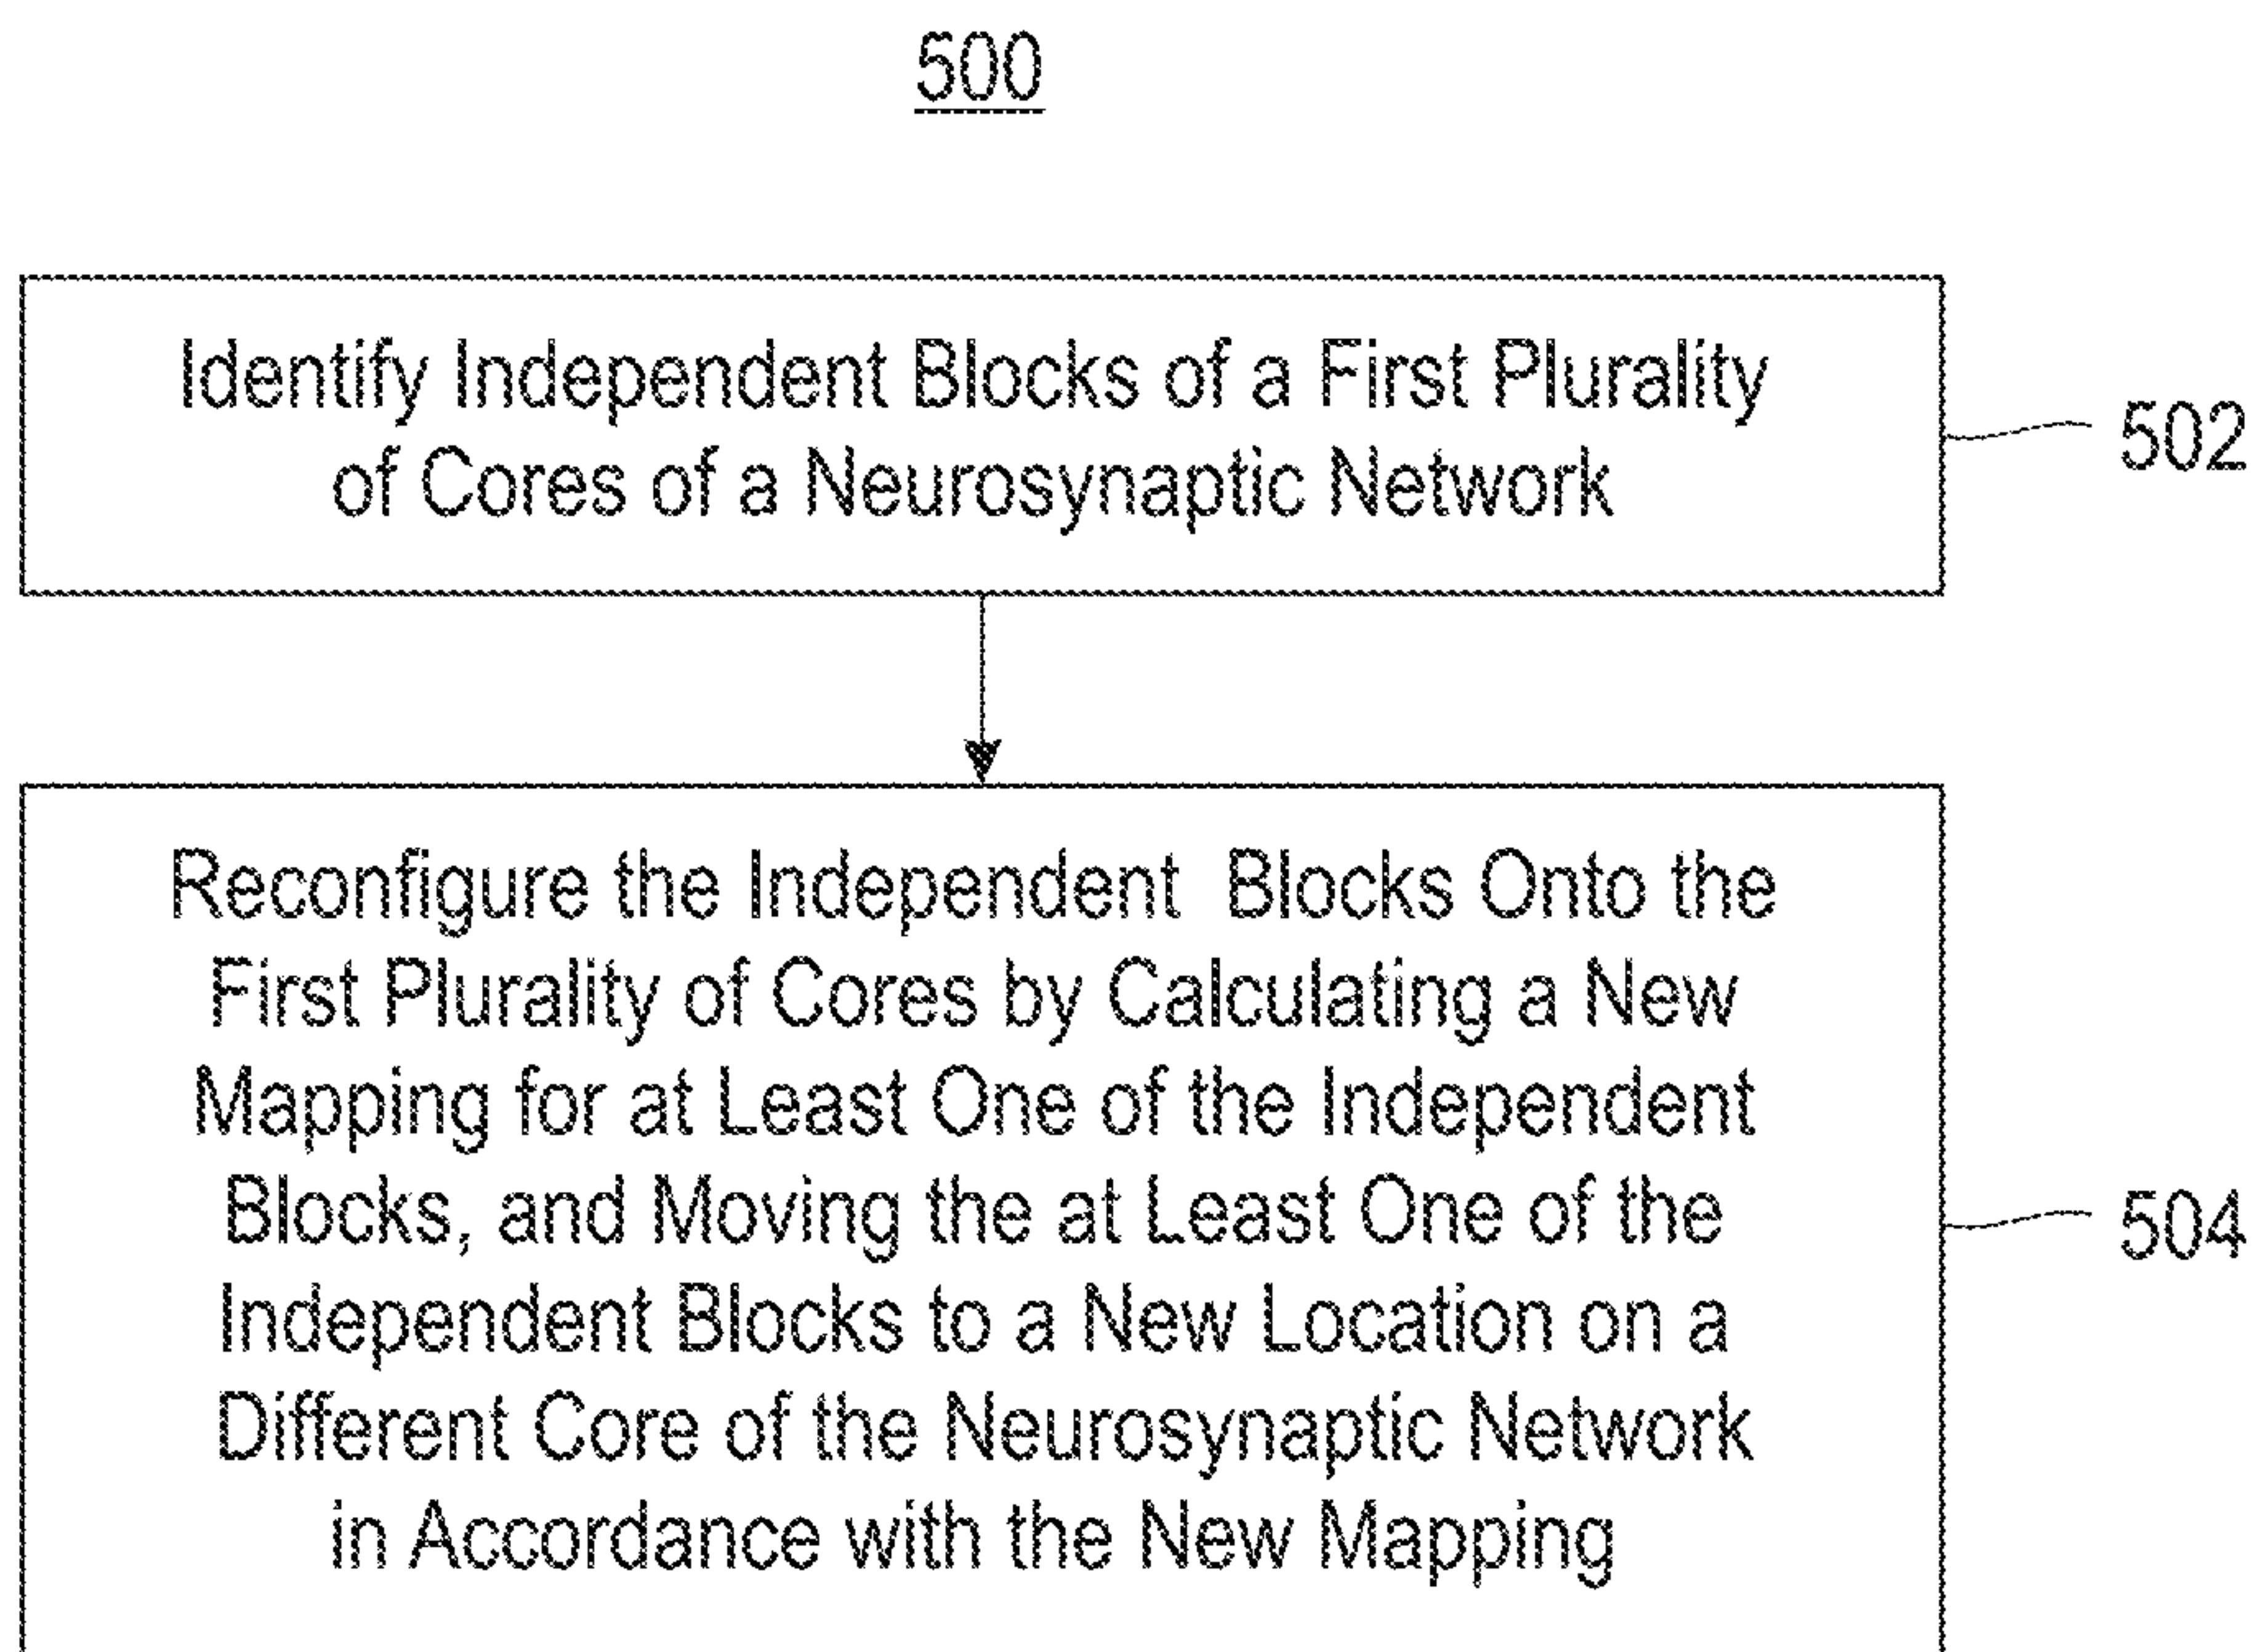 500
Identify Independent Blocks of a First Plurality
of Cores of a Neurosynaptic Network
502
Reconfigure the Independent Blocks Onto the
First Plurality of Cores by Calculating a New
Mapping for at Least One of the Independent
Blocks, and Moving the at Least One of the
Independent Blocks to a New Location on a
Different Core of the Neurosynaptic Network
in Accordance with the New Mapping
504